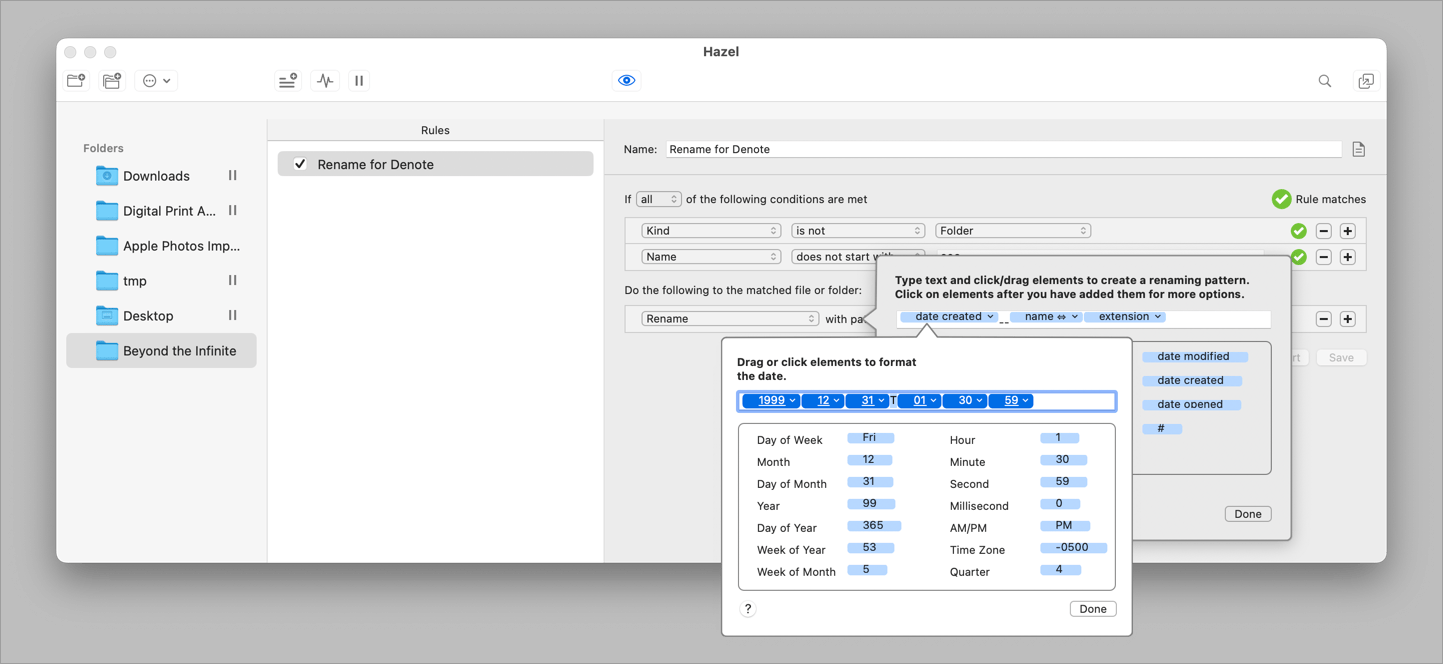 Hazel
Folders
Downloads
Digital Print A...
Apple Photos Imp...
tmp
Desktop
Beyond the Infinite
Rules
Rename for Denote
Name: Rename for Denote
If all of the following conditions are met
Rule matches
Kind is not Folder
Name does not start with
Do the following to the matched file or folder:
Rename with pa
Type text and click/drag elements to create a renaming pattern.
Click on elements after you have added them for more options.
date created __ name ⇔ extension
date modified
date created
date opened
#
Done
rt Save
Drag or click elements to format
the date.
1999 12 31 T 01 30 59
Day of Week Fri Hour 1
Month 12 Minute 30
Day of Month 31 Second 59
Year 99 Millisecond 0
Day of Year 365 AM/PM PM
Week of Year 53 Time Zone -0500
Week of Month 5 Quarter 4
? Done